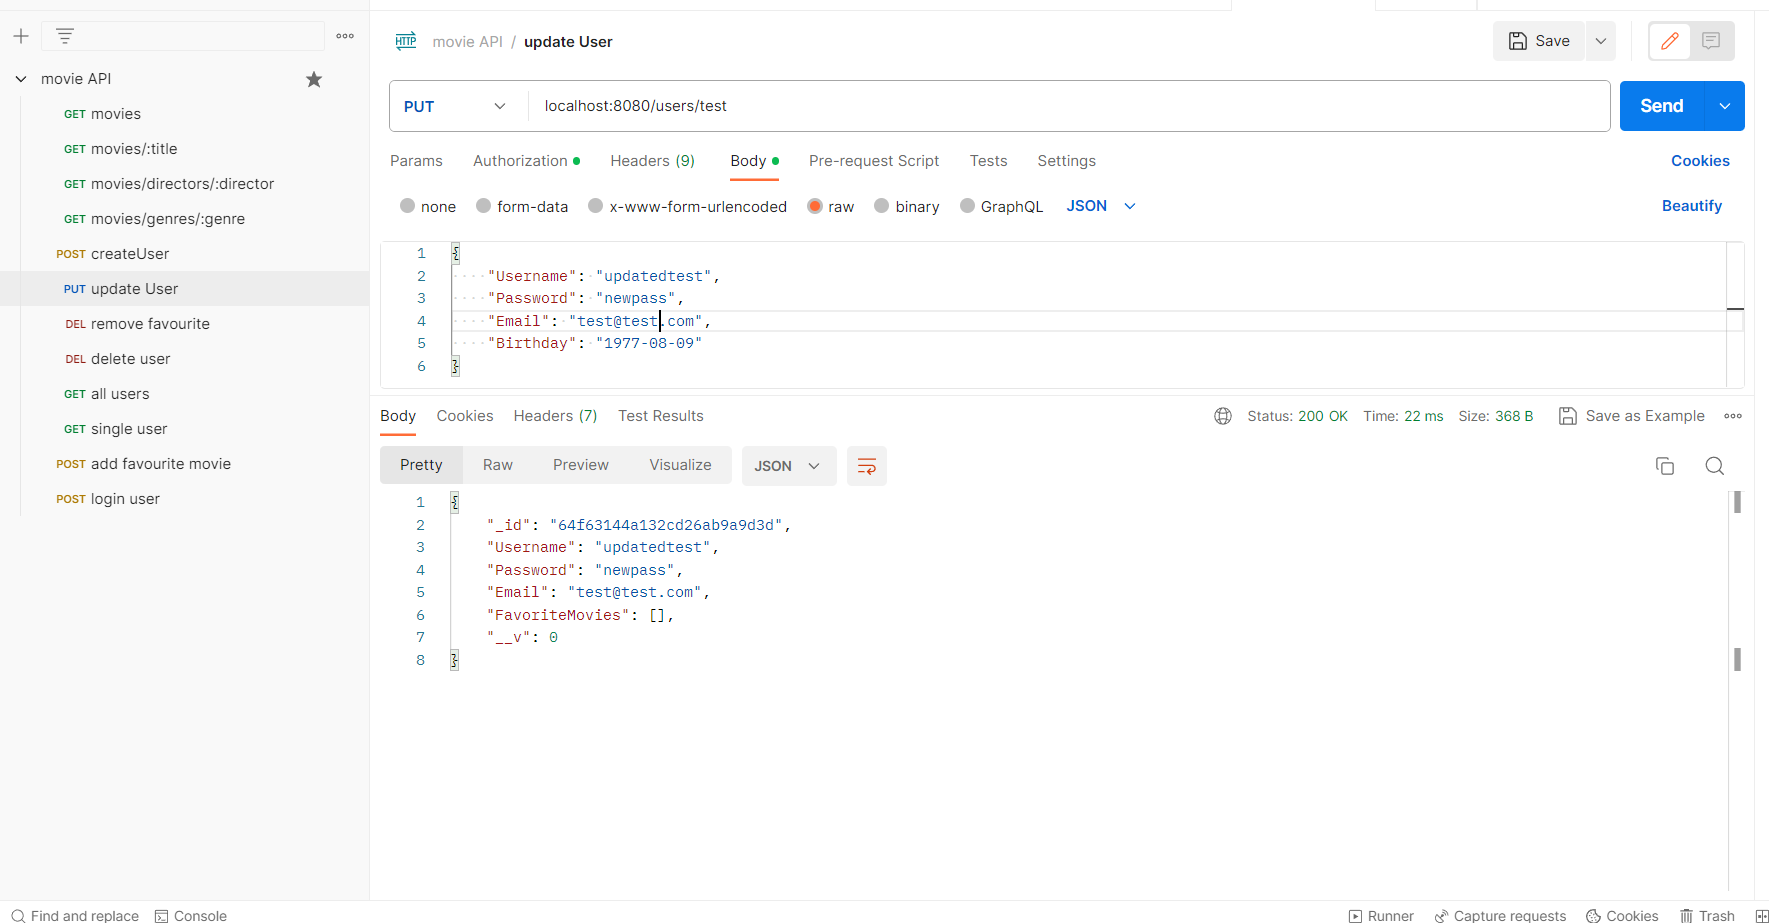 movie API
GET movies
GET movies/:title
GET movies/directors/:director
GET movies/genres/:genre
POST createUser
PUT update User
DEL remove favourite
DEL delete user
GET all users
GET single user
POST add favourite movie
POST login user
HTTP movie API / update User
Save
PUT localhost:8080/users/test
Send
Params Authorization Headers (9) Body Pre-request Script Tests Settings Cookies
none form-data x-www-form-urlencoded raw binary GraphQL JSON Beautify
1 {
2 "Username": "updatedtest",
3 "Password": "newpass",
4 "Email": "test@test.com",
5 "Birthday": "1977-08-09"
6 }
Body Cookies Headers (7) Test Results Status: 200 OK Time: 22 ms Size: 368 B Save as Example
Pretty Raw Preview Visualize JSON
1 {
2 "_id": "64f63144a132cd26ab9a9d3d",
3 "Username": "updatedtest",
4 "Password": "newpass",
5 "Email": "test@test.com",
6 "FavoriteMovies": [],
7 "__v": 0
8 }
Find and replace Console Runner Capture requests Cookies Trash